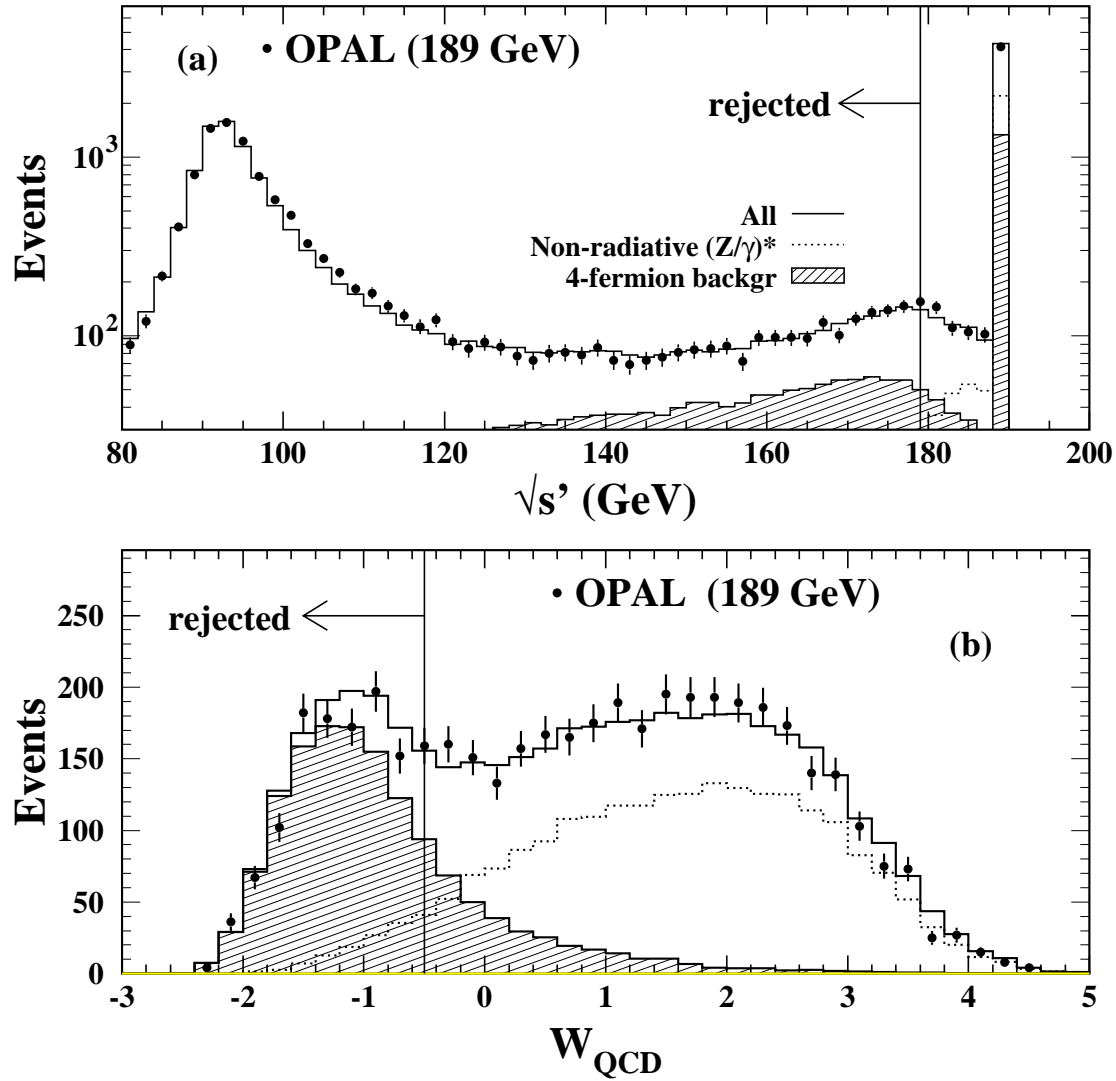 (a)
• OPAL (189 GeV)
rejected
Events
10³
10²
All
Non-radiative (Z/γ)*
4-fermion backgr
80 100 120 140 160 180 200
√s’ (GeV)
• OPAL (189 GeV)
rejected
(b)
Events
250
200
150
100
50
0
-3 -2 -1 0 1 2 3 4 5
W_QCD